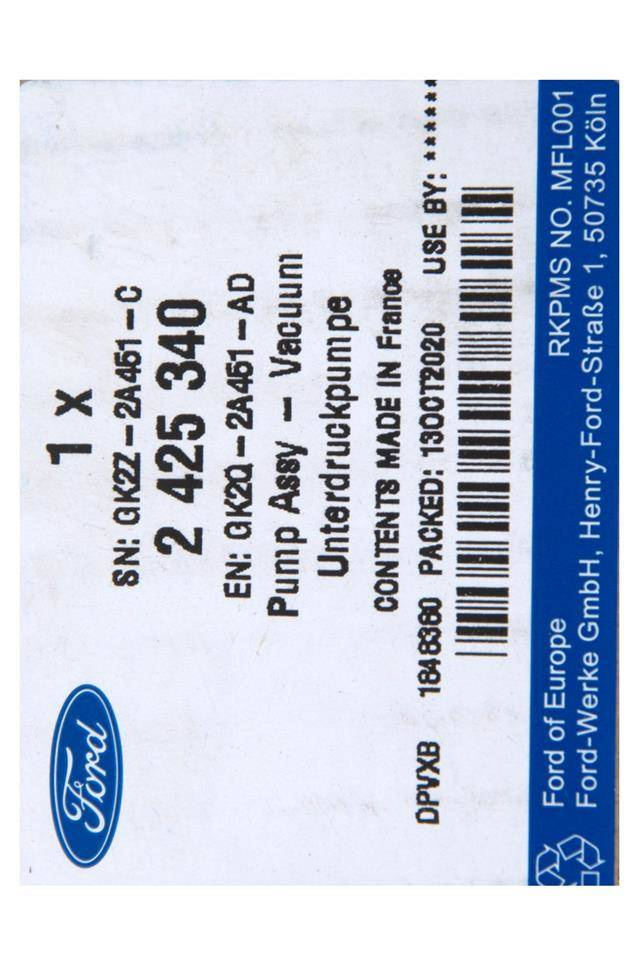 1 x
SN: GK2Z-2A451-C
2 425 340
EN: GK2Q-2A451-AD
Pump Assy - Vacuum
Unterdruckpumpe
CONTENTS MADE IN France
DPVXB 1848360 PACKED: 13OCT2020 USE BY: ******
Ford
RKPMS NO. MFL001
Ford of Europe
Ford-Werke GmbH, Henry-Ford-Straße 1, 50735 Köln